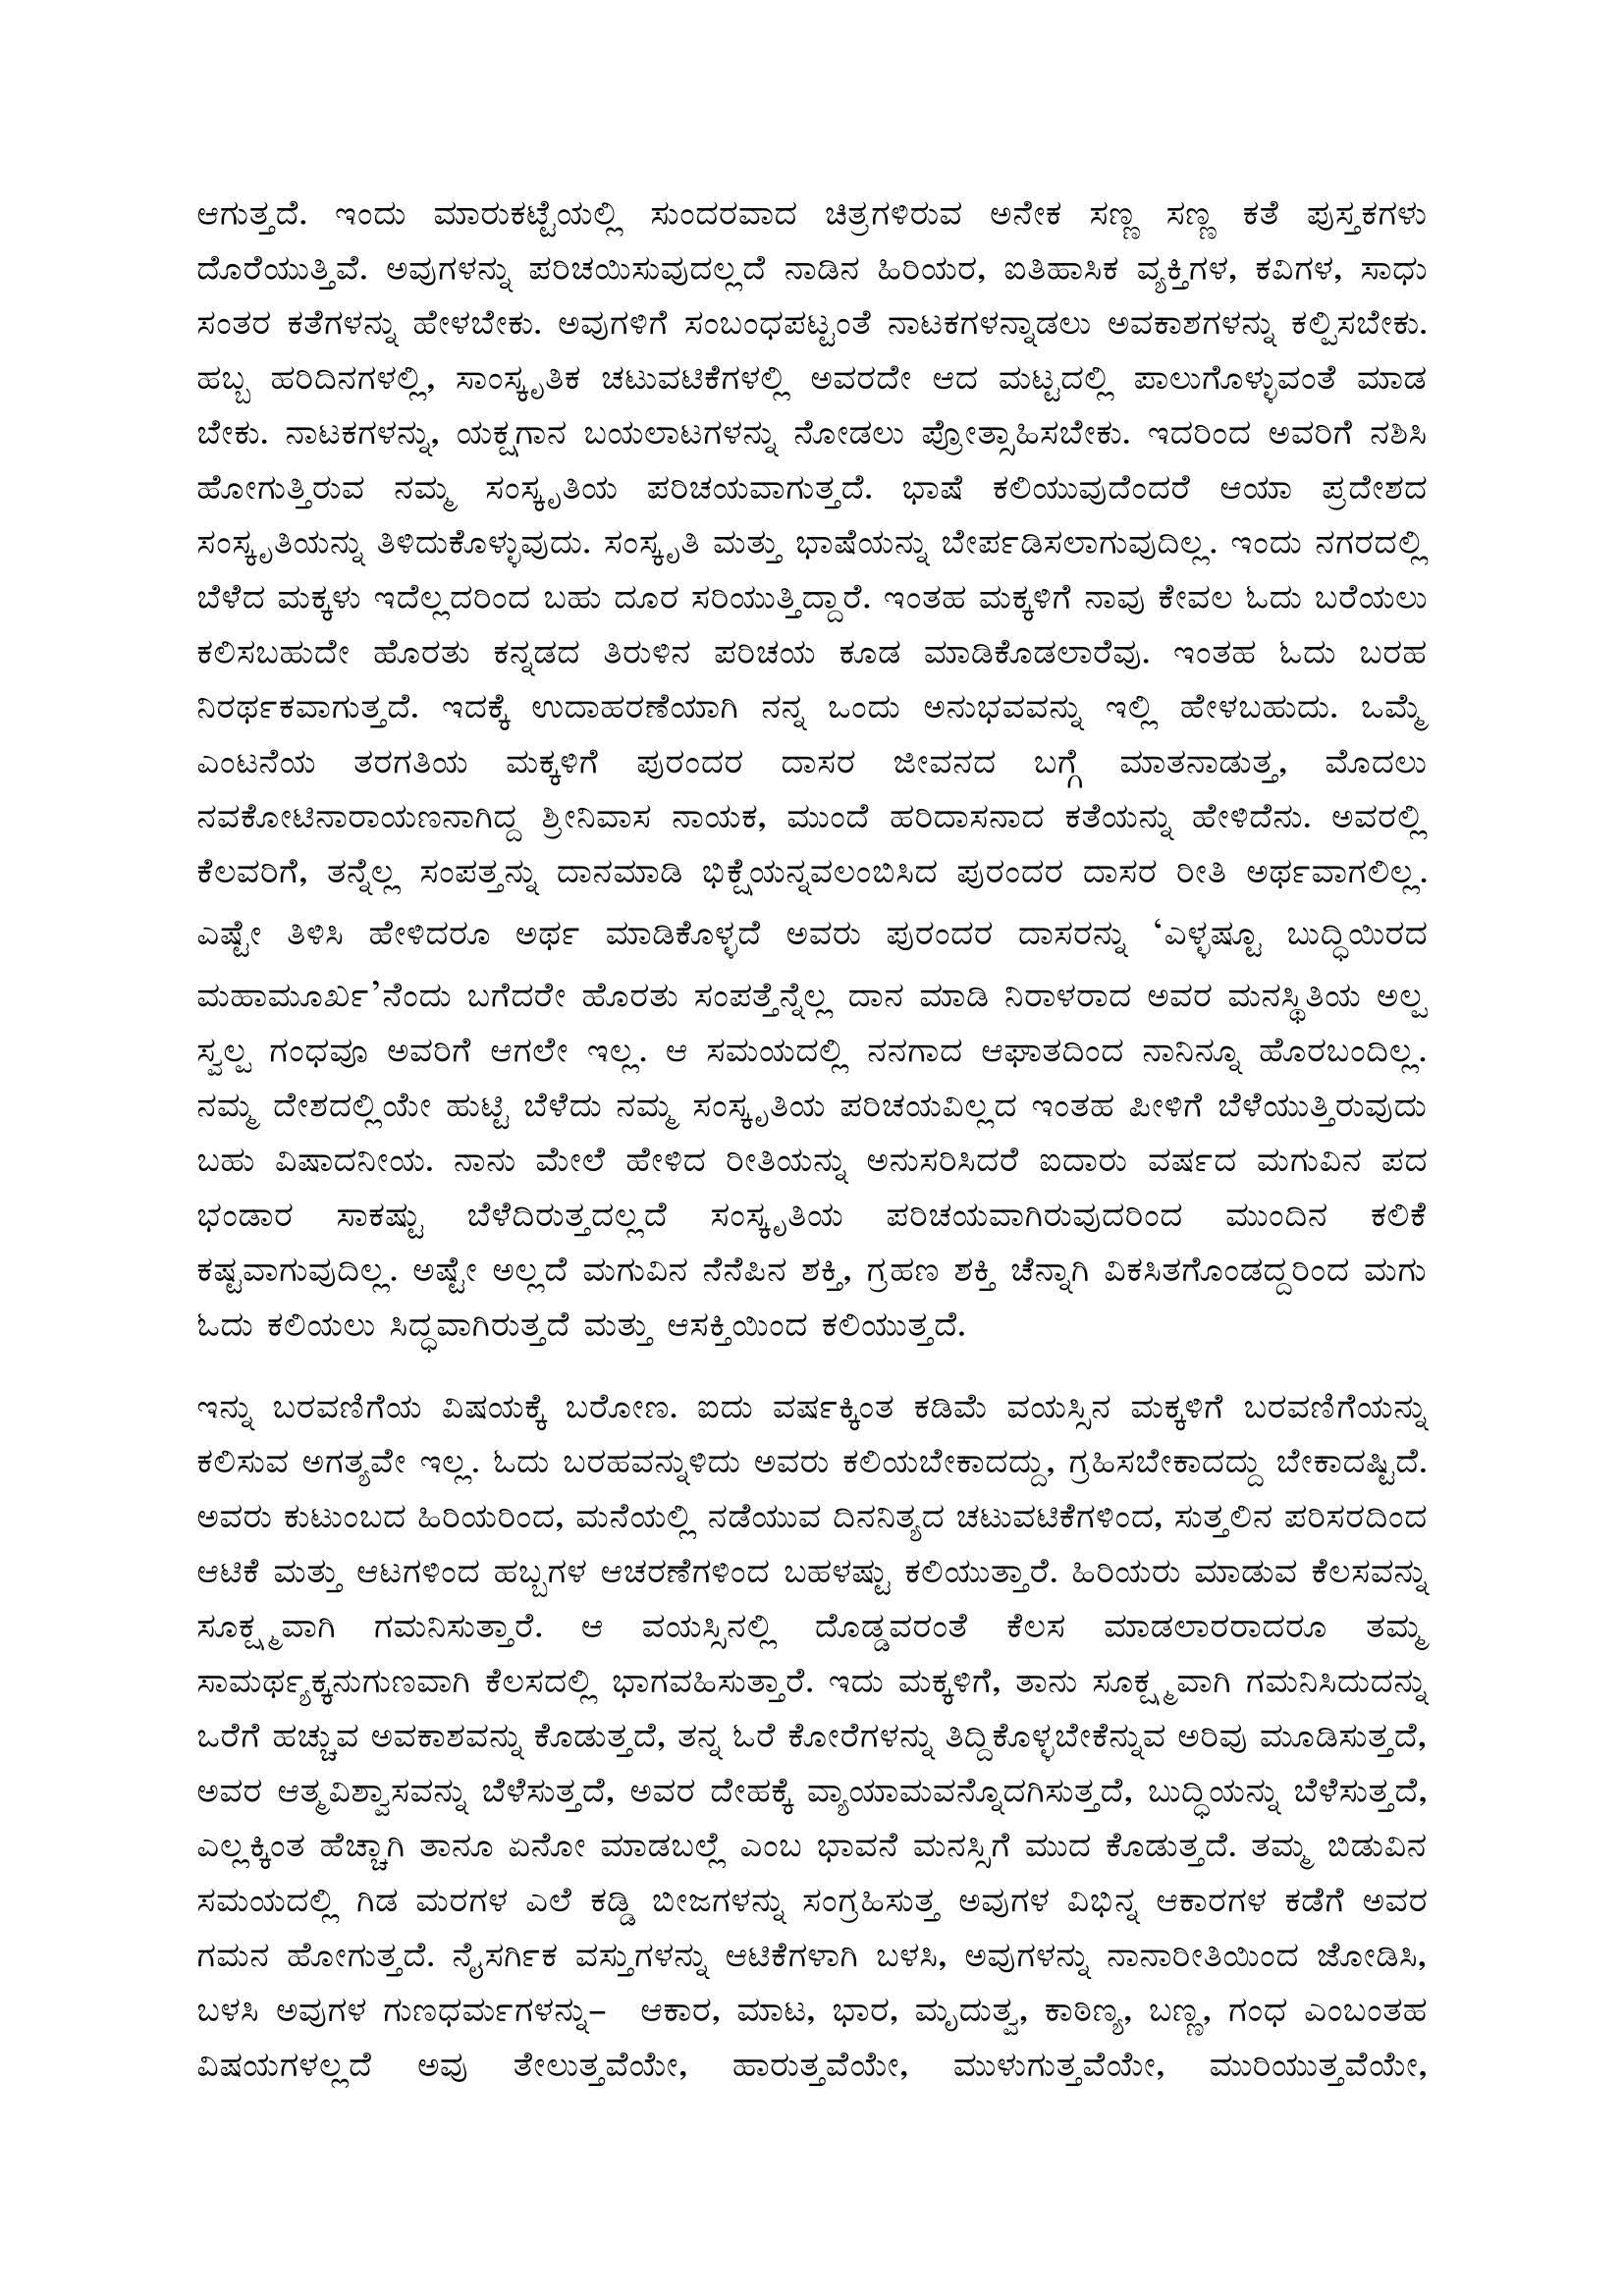 ಆಗುತ್ತದೆ. ಇಂದು ಮಾರುಕಟ್ಟೆಯಲ್ಲಿ ಸುಂದರವಾದ ಚಿತ್ರಗಳಿರುವ ಅನೇಕ ಸಣ್ಣ ಸಣ್ಣ ಕತೆ ಪುಸ್ತಕಗಳು
ದೊರೆಯುತ್ತಿವೆ. ಅವುಗಳನ್ನು ಪರಿಚಯಿಸುವುದಲ್ಲದೆ ನಾಡಿನ ಹಿರಿಯರ, ಐತಿಹಾಸಿಕ ವ್ಯಕ್ತಿಗಳ, ಕವಿಗಳ, ಸಾಧು
ಸಂತರ ಕತೆಗಳನ್ನು ಹೇಳಬೇಕು. ಅವುಗಳಿಗೆ ಸಂಬಂಧಪಟ್ಟಂತೆ ನಾಟಕಗಳನ್ನಾಡಲು ಅವಕಾಶಗಳನ್ನು ಕಲ್ಪಿಸಬೇಕು.
ಹಬ್ಬ ಹರಿದಿನಗಳಲ್ಲಿ, ಸಾಂಸ್ಕೃತಿಕ ಚಟುವಟಿಕೆಗಳಲ್ಲಿ ಅವರದೇ ಆದ ಮಟ್ಟದಲ್ಲಿ ಪಾಲುಗೊಳ್ಳುವಂತೆ ಮಾಡ
ಬೇಕು. ನಾಟಕಗಳನ್ನು, ಯಕ್ಷಗಾನ ಬಯಲಾಟಗಳನ್ನು ನೋಡಲು ಪ್ರೋತ್ಸಾಹಿಸಬೇಕು. ಇದರಿಂದ ಅವರಿಗೆ ನಶಿಸಿ
ಹೋಗುತ್ತಿರುವ ನಮ್ಮ ಸಂಸ್ಕೃತಿಯ ಪರಿಚಯವಾಗುತ್ತದೆ. ಭಾಷೆ ಕಲಿಯುವುದೆಂದರೆ ಆಯಾ ಪ್ರದೇಶದ
ಸಂಸ್ಕೃತಿಯನ್ನು ತಿಳಿದುಕೊಳ್ಳುವುದು. ಸಂಸ್ಕೃತಿ ಮತ್ತು ಭಾಷೆಯನ್ನು ಬೇರ್ಪಡಿಸಲಾಗುವುದಿಲ್ಲ. ಇಂದು ನಗರದಲ್ಲಿ
ಬೆಳೆದ ಮಕ್ಕಳು ಇದೆಲ್ಲದರಿಂದ ಬಹು ದೂರ ಸರಿಯುತ್ತಿದ್ದಾರೆ. ಇಂತಹ ಮಕ್ಕಳಿಗೆ ನಾವು ಕೇವಲ ಓದು ಬರೆಯಲು
ಕಲಿಸಬಹುದೇ ಹೊರತು ಕನ್ನಡದ ತಿರುಳಿನ ಪರಿಚಯ ಕೂಡ ಮಾಡಿಕೊಡಲಾರೆವು. ಇಂತಹ ಓದು ಬರಹ
ನಿರರ್ಥಕವಾಗುತ್ತದೆ. ಇದಕ್ಕೆ ಉದಾಹರಣೆಯಾಗಿ ನನ್ನ ಒಂದು ಅನುಭವವನ್ನು ಇಲ್ಲಿ ಹೇಳಬಹುದು. ಒಮ್ಮೆ
ಎಂಟನೆಯ ತರಗತಿಯ ಮಕ್ಕಳಿಗೆ ಪುರಂದರ ದಾಸರ ಜೀವನದ ಬಗ್ಗೆ ಮಾತನಾಡುತ್ತ, ಮೊದಲು
ನವಕೋಟಿನಾರಾಯಣನಾಗಿದ್ದ ಶ್ರೀನಿವಾಸ ನಾಯಕ, ಮುಂದೆ ಹರಿದಾಸನಾದ ಕತೆಯನ್ನು ಹೇಳಿದೆನು. ಅವರಲ್ಲಿ
ಕೆಲವರಿಗೆ, ತನ್ನೆಲ್ಲ ಸಂಪತ್ತನ್ನು ದಾನಮಾಡಿ ಭಿಕ್ಷೆಯನ್ನವಲಂಬಿಸಿದ ಪುರಂದರ ದಾಸರ ರೀತಿ ಅರ್ಥವಾಗಲಿಲ್ಲ.
ಎಷ್ಟೇ ತಿಳಿಸಿ ಹೇಳಿದರೂ ಅರ್ಥ ಮಾಡಿಕೊಳ್ಳದೆ ಅವರು ಪುರಂದರ ದಾಸರನ್ನು ‘ಎಳ್ಳಷ್ಟೂ ಬುದ್ಧಿಯಿರದ
ಮಹಾಮೂರ್ಖ’ನೆಂದು ಬಗೆದರೇ ಹೊರತು ಸಂಪತ್ತೆನ್ನೆಲ್ಲ ದಾನ ಮಾಡಿ ನಿರಾಳರಾದ ಅವರ ಮನಸ್ಥಿತಿಯ ಅಲ್ಪ
ಸ್ವಲ್ಪ ಗಂಧವೂ ಅವರಿಗೆ ಆಗಲೇ ಇಲ್ಲ. ಆ ಸಮಯದಲ್ಲಿ ನನಗಾದ ಆಘಾತದಿಂದ ನಾನಿನ್ನೂ ಹೊರಬಂದಿಲ್ಲ.
ನಮ್ಮ ದೇಶದಲ್ಲಿಯೇ ಹುಟ್ಟಿ ಬೆಳೆದು ನಮ್ಮ ಸಂಸ್ಕೃತಿಯ ಪರಿಚಯವಿಲ್ಲದ ಇಂತಹ ಪೀಳಿಗೆ ಬೆಳೆಯುತ್ತಿರುವುದು
ಬಹು ವಿಷಾದನೀಯ. ನಾನು ಮೇಲೆ ಹೇಳಿದ ರೀತಿಯನ್ನು ಅನುಸರಿಸಿದರೆ ಐದಾರು ವರ್ಷದ ಮಗುವಿನ ಪದ
ಭಂಡಾರ ಸಾಕಷ್ಟು ಬೆಳೆದಿರುತ್ತದಲ್ಲದೆ ಸಂಸ್ಕೃತಿಯ ಪರಿಚಯವಾಗಿರುವುದರಿಂದ ಮುಂದಿನ ಕಲಿಕೆ
ಕಷ್ಟವಾಗುವುದಿಲ್ಲ. ಅಷ್ಟೇ ಅಲ್ಲದೆ ಮಗುವಿನ ನೆನೆಪಿನ ಶಕ್ತಿ, ಗ್ರಹಣ ಶಕ್ತಿ ಚೆನ್ನಾಗಿ ವಿಕಸಿತಗೊಂಡದ್ದರಿಂದ ಮಗು
ಓದು ಕಲಿಯಲು ಸಿದ್ಧವಾಗಿರುತ್ತದೆ ಮತ್ತು ಆಸಕ್ತಿಯಿಂದ ಕಲಿಯುತ್ತದೆ.
ಇನ್ನು ಬರವಣಿಗೆಯ ವಿಷಯಕ್ಕೆ ಬರೋಣ. ಐದು ವರ್ಷಕ್ಕಿಂತ ಕಡಿಮೆ ವಯಸ್ಸಿನ ಮಕ್ಕಳಿಗೆ ಬರವಣಿಗೆಯನ್ನು
ಕಲಿಸುವ ಅಗತ್ಯವೇ ಇಲ್ಲ. ಓದು ಬರಹವನ್ನುಳಿದು ಅವರು ಕಲಿಯಬೇಕಾದದ್ದು, ಗ್ರಹಿಸಬೇಕಾದದ್ದು ಬೇಕಾದಷ್ಟಿದೆ.
ಅವರು ಕುಟುಂಬದ ಹಿರಿಯರಿಂದ, ಮನೆಯಲ್ಲಿ ನಡೆಯುವ ದಿನನಿತ್ಯದ ಚಟುವಟಿಕೆಗಳಿಂದ, ಸುತ್ತಲಿನ ಪರಿಸರದಿಂದ
ಆಟಿಕೆ ಮತ್ತು ಆಟಗಳಿಂದ ಹಬ್ಬಗಳ ಆಚರಣೆಗಳಿಂದ ಬಹಳಷ್ಟು ಕಲಿಯುತ್ತಾರೆ. ಹಿರಿಯರು ಮಾಡುವ ಕೆಲಸವನ್ನು
ಸೂಕ್ಷ್ಮವಾಗಿ ಗಮನಿಸುತ್ತಾರೆ. ಆ ವಯಸ್ಸಿನಲ್ಲಿ ದೊಡ್ಡವರಂತೆ ಕೆಲಸ ಮಾಡಲಾರರಾದರೂ ತಮ್ಮ
ಸಾಮರ್ಥ್ಯಕ್ಕನುಗುಣವಾಗಿ ಕೆಲಸದಲ್ಲಿ ಭಾಗವಹಿಸುತ್ತಾರೆ. ಇದು ಮಕ್ಕಳಿಗೆ, ತಾನು ಸೂಕ್ಷ್ಮವಾಗಿ ಗಮನಿಸಿದುದನ್ನು
ಒರೆಗೆ ಹಚ್ಚುವ ಅವಕಾಶವನ್ನು ಕೊಡುತ್ತದೆ, ತನ್ನ ಓರೆ ಕೋರೆಗಳನ್ನು ತಿದ್ದಿಕೊಳ್ಳಬೇಕೆನ್ನುವ ಅರಿವು ಮೂಡಿಸುತ್ತದೆ,
ಅವರ ಆತ್ಮವಿಶ್ವಾಸವನ್ನು ಬೆಳೆಸುತ್ತದೆ, ಅವರ ದೇಹಕ್ಕೆ ವ್ಯಾಯಾಮವನ್ನೊದಗಿಸುತ್ತದೆ, ಬುದ್ಧಿಯನ್ನು ಬೆಳೆಸುತ್ತದೆ,
ಎಲ್ಲಕ್ಕಿಂತ ಹೆಚ್ಚಾಗಿ ತಾನೂ ಏನೋ ಮಾಡಬಲ್ಲೆ ಎಂಬ ಭಾವನೆ ಮನಸ್ಸಿಗೆ ಮುದ ಕೊಡುತ್ತದೆ. ತಮ್ಮ ಬಿಡುವಿನ
ಸಮಯದಲ್ಲಿ ಗಿಡ ಮರಗಳ ಎಲೆ ಕಡ್ಡಿ ಬೀಜಗಳನ್ನು ಸಂಗ್ರಹಿಸುತ್ತ ಅವುಗಳ ವಿಭಿನ್ನ ಆಕಾರಗಳ ಕಡೆಗೆ ಅವರ
ಗಮನ ಹೋಗುತ್ತದೆ. ನೈಸರ್ಗಿಕ ವಸ್ತುಗಳನ್ನು ಆಟಿಕೆಗಳಾಗಿ ಬಳಸಿ, ಅವುಗಳನ್ನು ನಾನಾರೀತಿಯಿಂದ ಜೋಡಿಸಿ,
ಬಳಸಿ ಅವುಗಳ ಗುಣಧರ್ಮಗಳನ್ನು– ಆಕಾರ, ಮಾಟ, ಭಾರ, ಮೃದುತ್ವ, ಕಾಠಿಣ್ಯ, ಬಣ್ಣ, ಗಂಧ ಎಂಬಂತಹ
ವಿಷಯಗಳಲ್ಲದೆ ಅವು ತೇಲುತ್ತವೆಯೇ, ಹಾರುತ್ತವೆಯೇ, ಮುಳುಗುತ್ತವೆಯೇ, ಮುರಿಯುತ್ತವೆಯೇ,